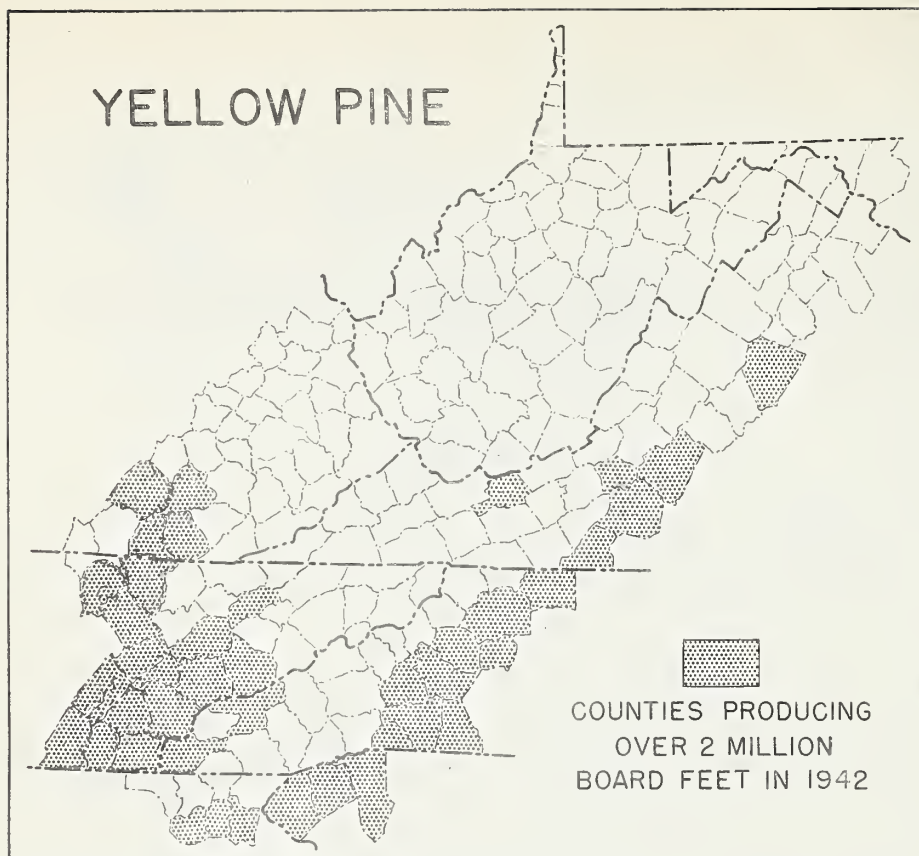 YELLOW PINE
COUNTIES PRODUCING
OVER 2 MILLION
BOARD FEET IN 1942